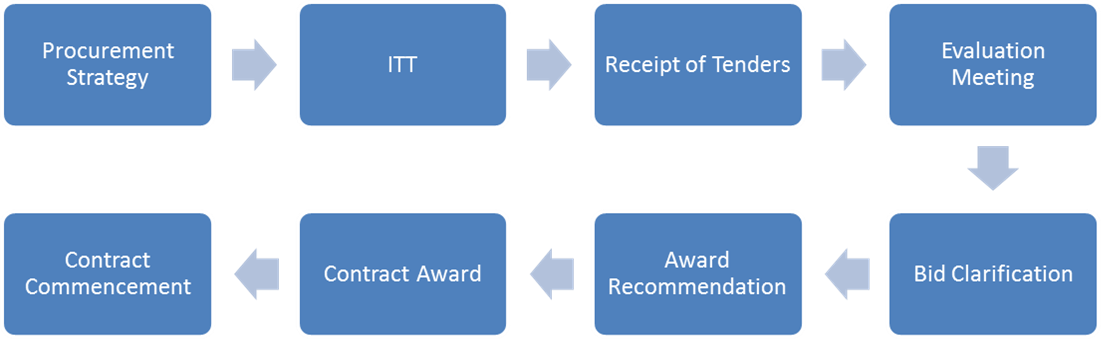 Procurement
Strategy
ITT
Receipt of Tenders
Evaluation
Meeting
Bid Clarification
Award
Recommendation
Contract Award
Contract
Commencement